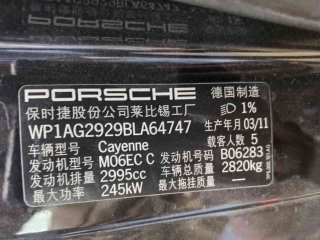 PORSCHE 德国制造
保时捷股份公司莱比锡工厂 1%
WP1AG2929BLA64747 生产年月 03/11
车辆型号 Cayenne 载客人数 5
发动机型号 M06EC C 发动机号码 B06283
发动机排量 2995cc 车辆总质量 2820kg
最大功率 245kW 最大拖挂质量 —